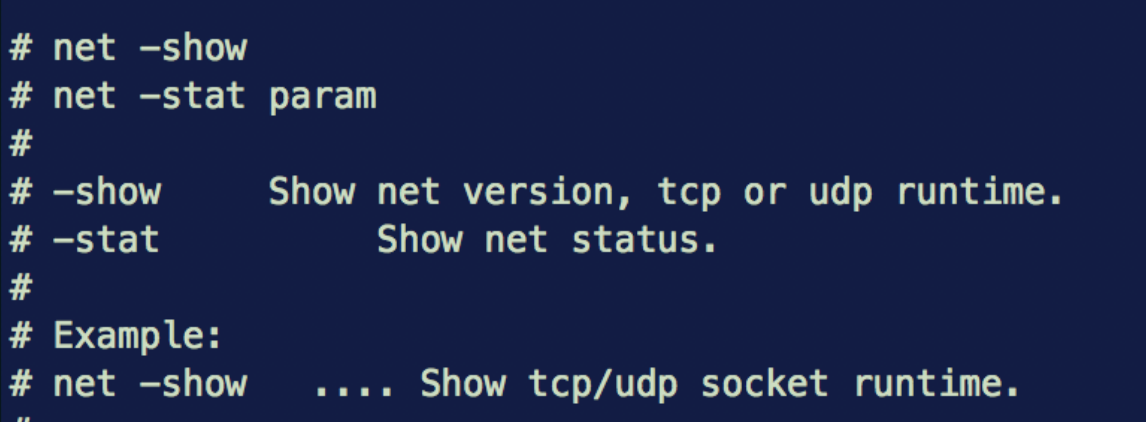 # net -show
# net -stat param
#
# -show     Show net version, tcp or udp runtime.
# -stat          Show net status.
#
# Example:
# net -show   .... Show tcp/udp socket runtime.
#